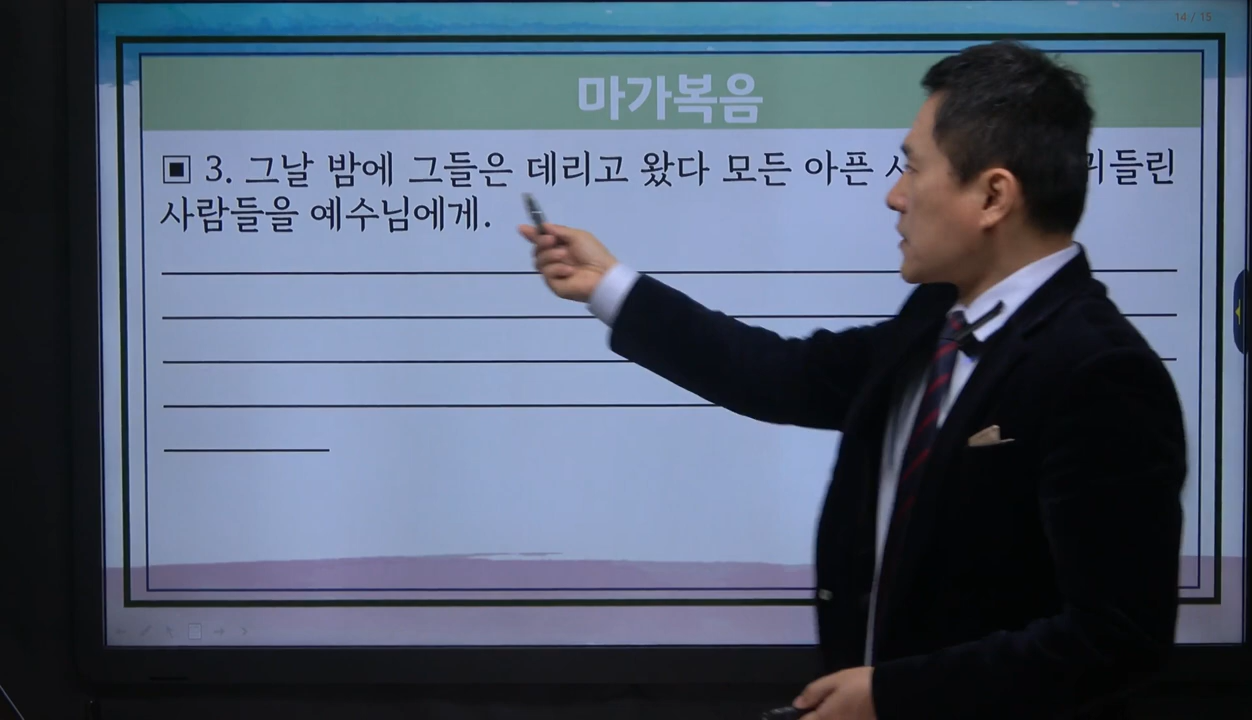 14 / 15
마가복음
▣ 3. 그날 밤에 그들은 데리고 왔다 모든 아픈
사람들을 예수님에게.